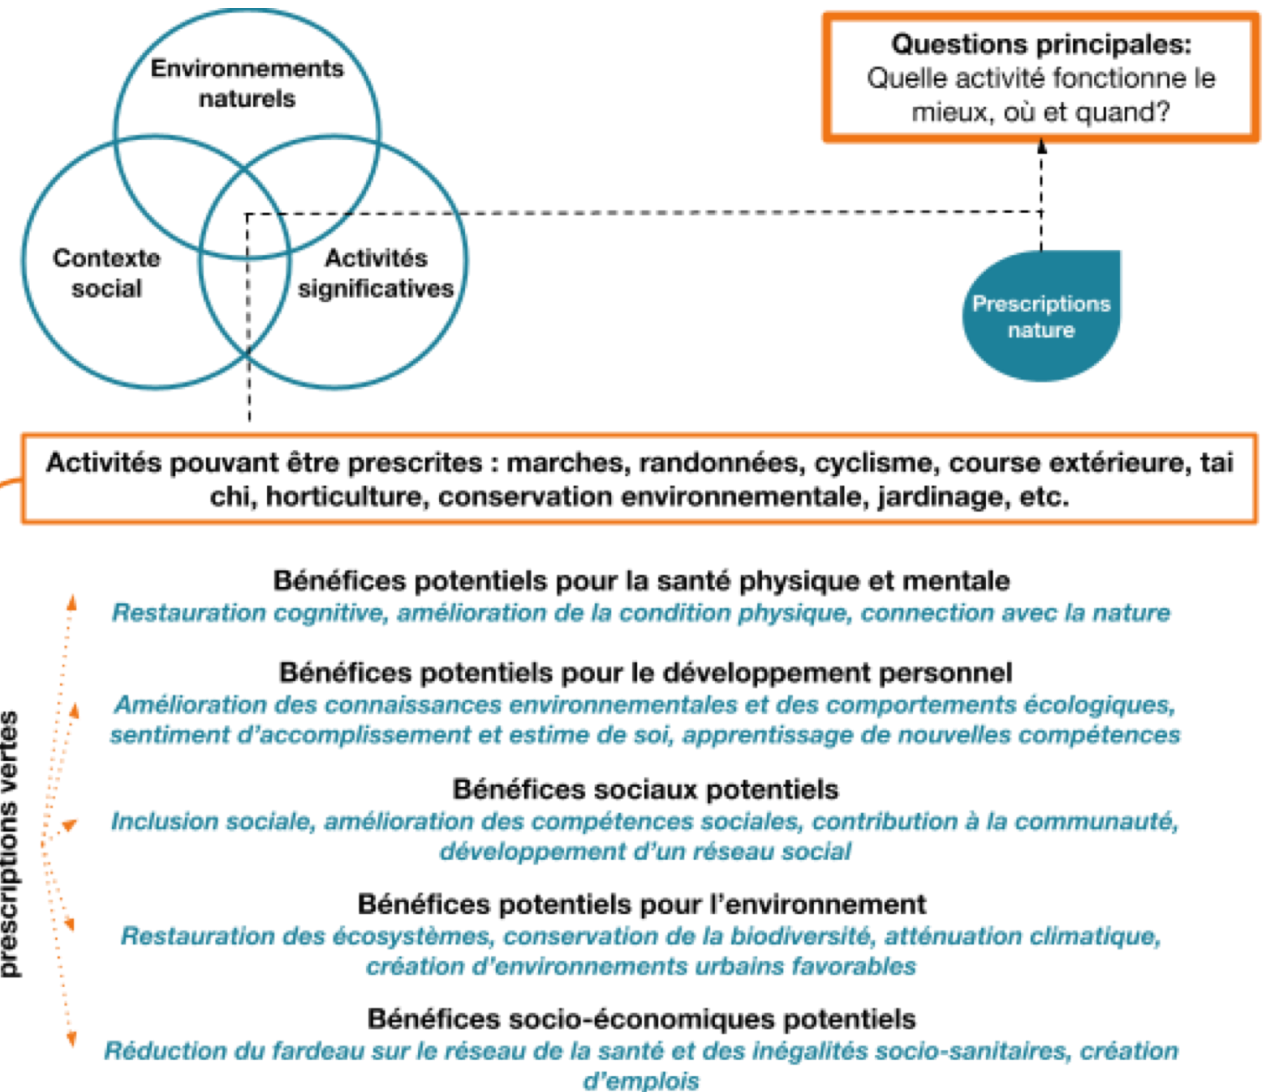 Environnements
naturels
Contexte
social
Activités
significatives
Questions principales:
Quelle activité fonctionne le
mieux, où et quand?
Prescriptions
nature
Activités pouvant être prescrites : marches, randonnées, cyclisme, course extérieure, tai
chi, horticulture, conservation environnementale, jardinage, etc.
prescriptions vertes
Bénéfices potentiels pour la santé physique et mentale
Restauration cognitive, amélioration de la condition physique, connection avec la nature
Bénéfices potentiels pour le développement personnel
Amélioration des connaissances environnementales et des comportements écologiques,
sentiment d'accomplissement et estime de soi, apprentissage de nouvelles compétences
Bénéfices sociaux potentiels
Inclusion sociale, amélioration des compétences sociales, contribution à la communauté,
développement d'un réseau social
Bénéfices potentiels pour l'environnement
Restauration des écosystèmes, conservation de la biodiversité, atténuation climatique,
création d'environnements urbains favorables
Bénéfices socio-économiques potentiels
Réduction du fardeau sur le réseau de la santé et des inégalités socio-sanitaires, création
d'emplois